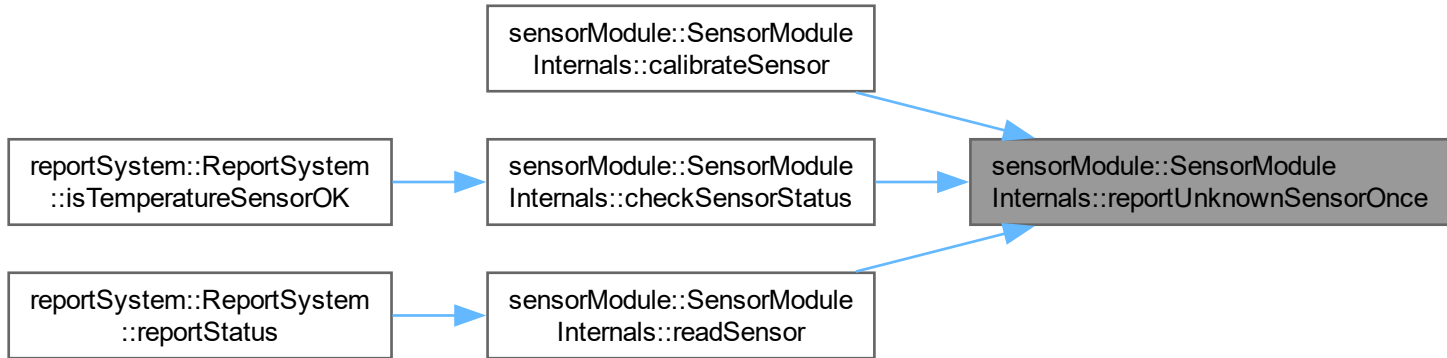 sensorModule::SensorModule
Internals::calibrateSensor
reportSystem::ReportSystem
::isTemperatureSensorOK
sensorModule::SensorModule
Internals::checkSensorStatus
sensorModule::SensorModule
Internals::reportUnknownSensorOnce
reportSystem::ReportSystem
::reportStatus
sensorModule::SensorModule
Internals::readSensor